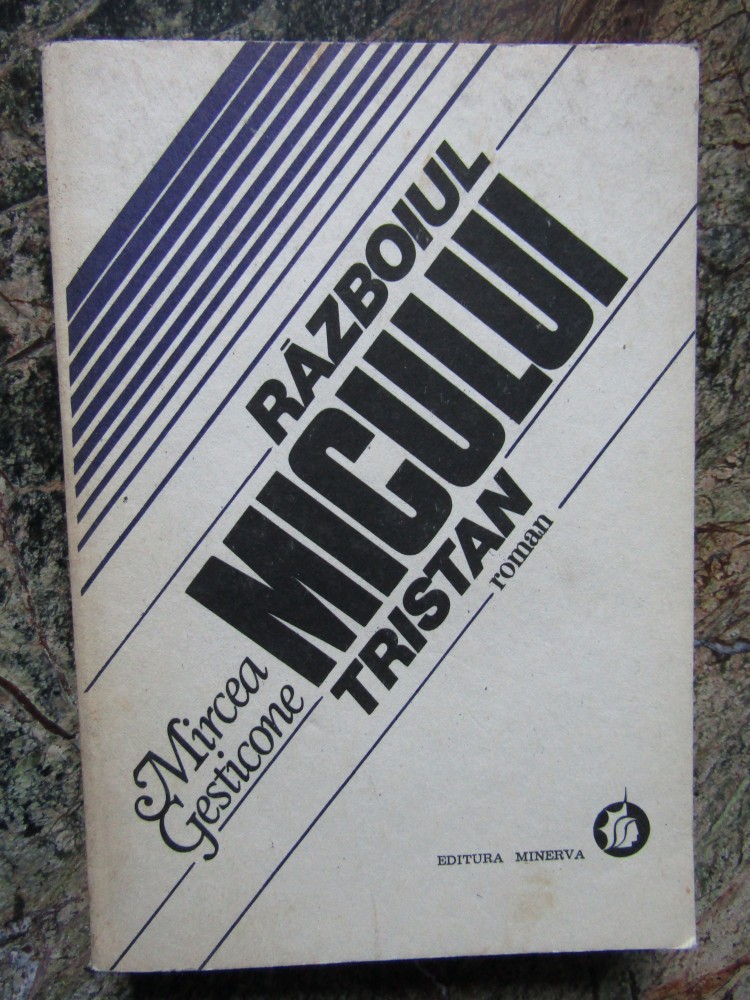 RĂZBOIUL
MICULUI
TRISTAN
roman
Mircea
Gesticone
EDITURA MINERVA